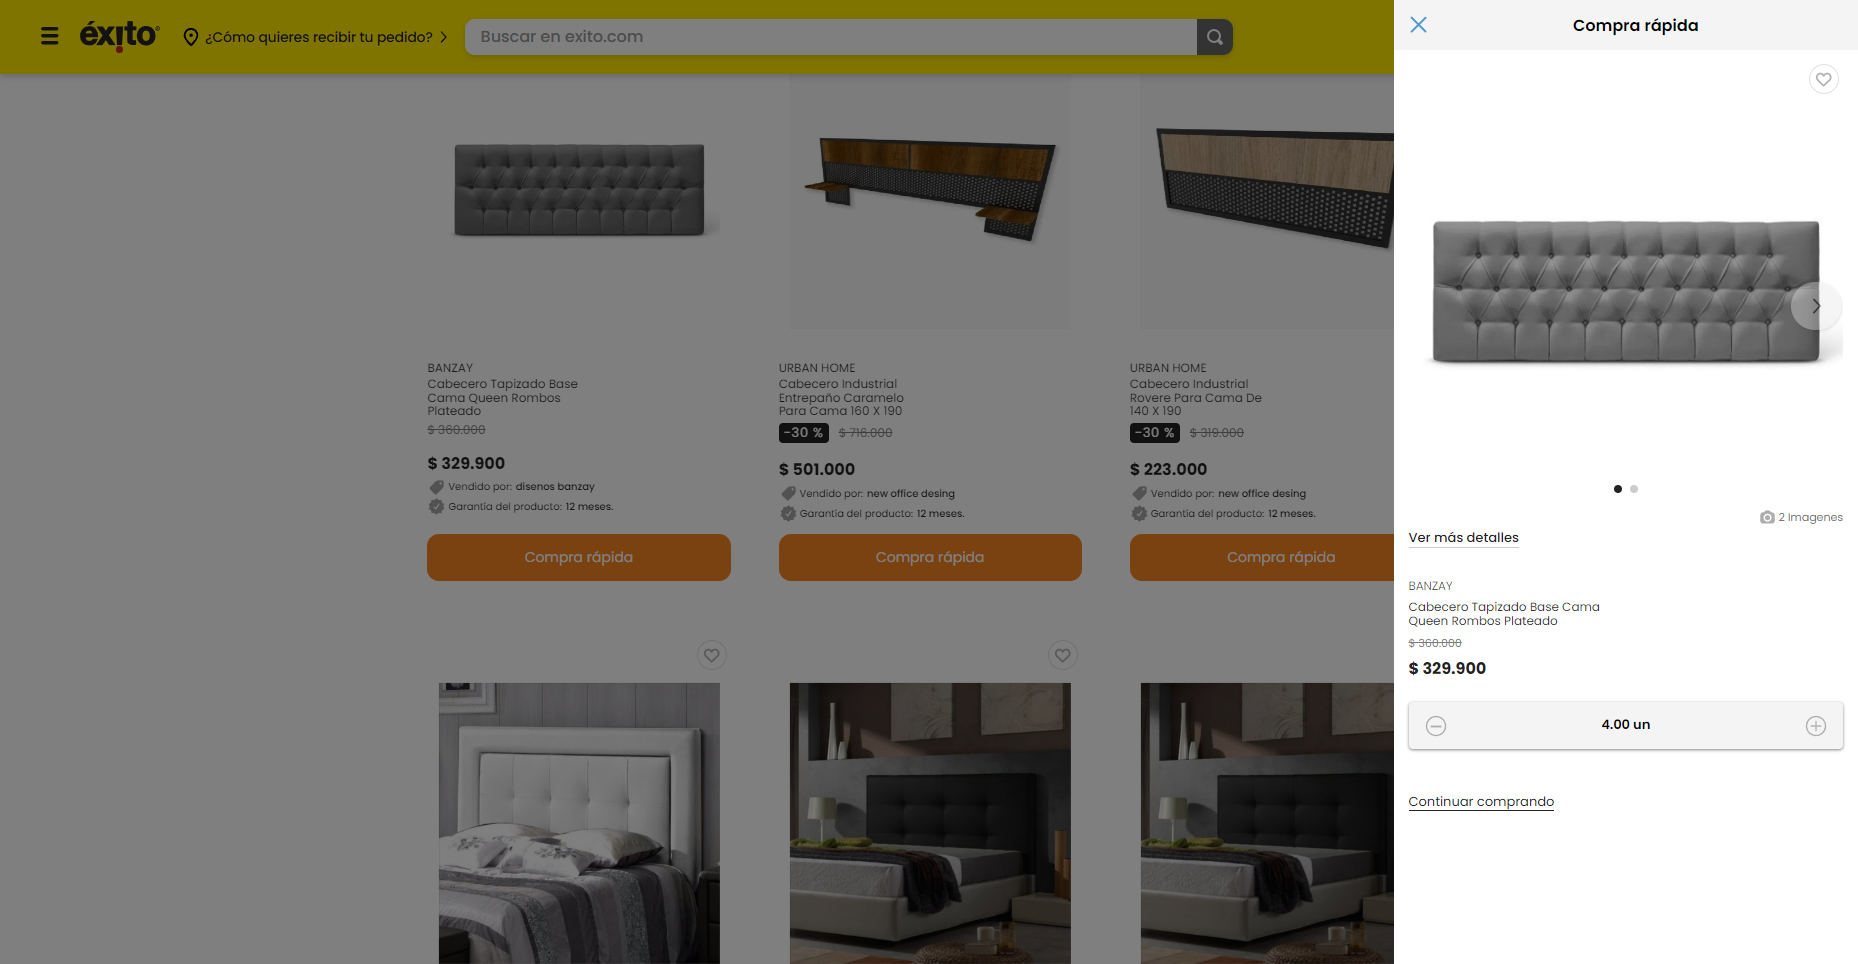 éxito
¿Cómo quieres recibir tu pedido?
Buscar en exito.com
BANZAY
Cabecero Tapizado Base
Cama Queen Rombos
Plateado
$ 360.000
$ 329.900
Vendido por: disenos banzay
Garantía del producto: 12 meses.
Compra rápida
URBAN HOME
Cabecero Industrial
Entrepaño Caramelo
Para Cama 160 X 190
-30 % $ 716.000
$ 501.000
Vendido por: new office desing
Garantía del producto: 12 meses.
Compra rápida
URBAN HOME
Cabecero Industrial
Rovere Para Cama De
140 X 190
-30 % $ 319.000
$ 223.000
Vendido por: new office desing
Garantía del producto: 12 meses.
Compra rápida
Compra rápida
2 Imagenes
Ver más detalles
BANZAY
Cabecero Tapizado Base Cama
Queen Rombos Plateado
$ 360.000
$ 329.900
4.00 un
Continuar comprando